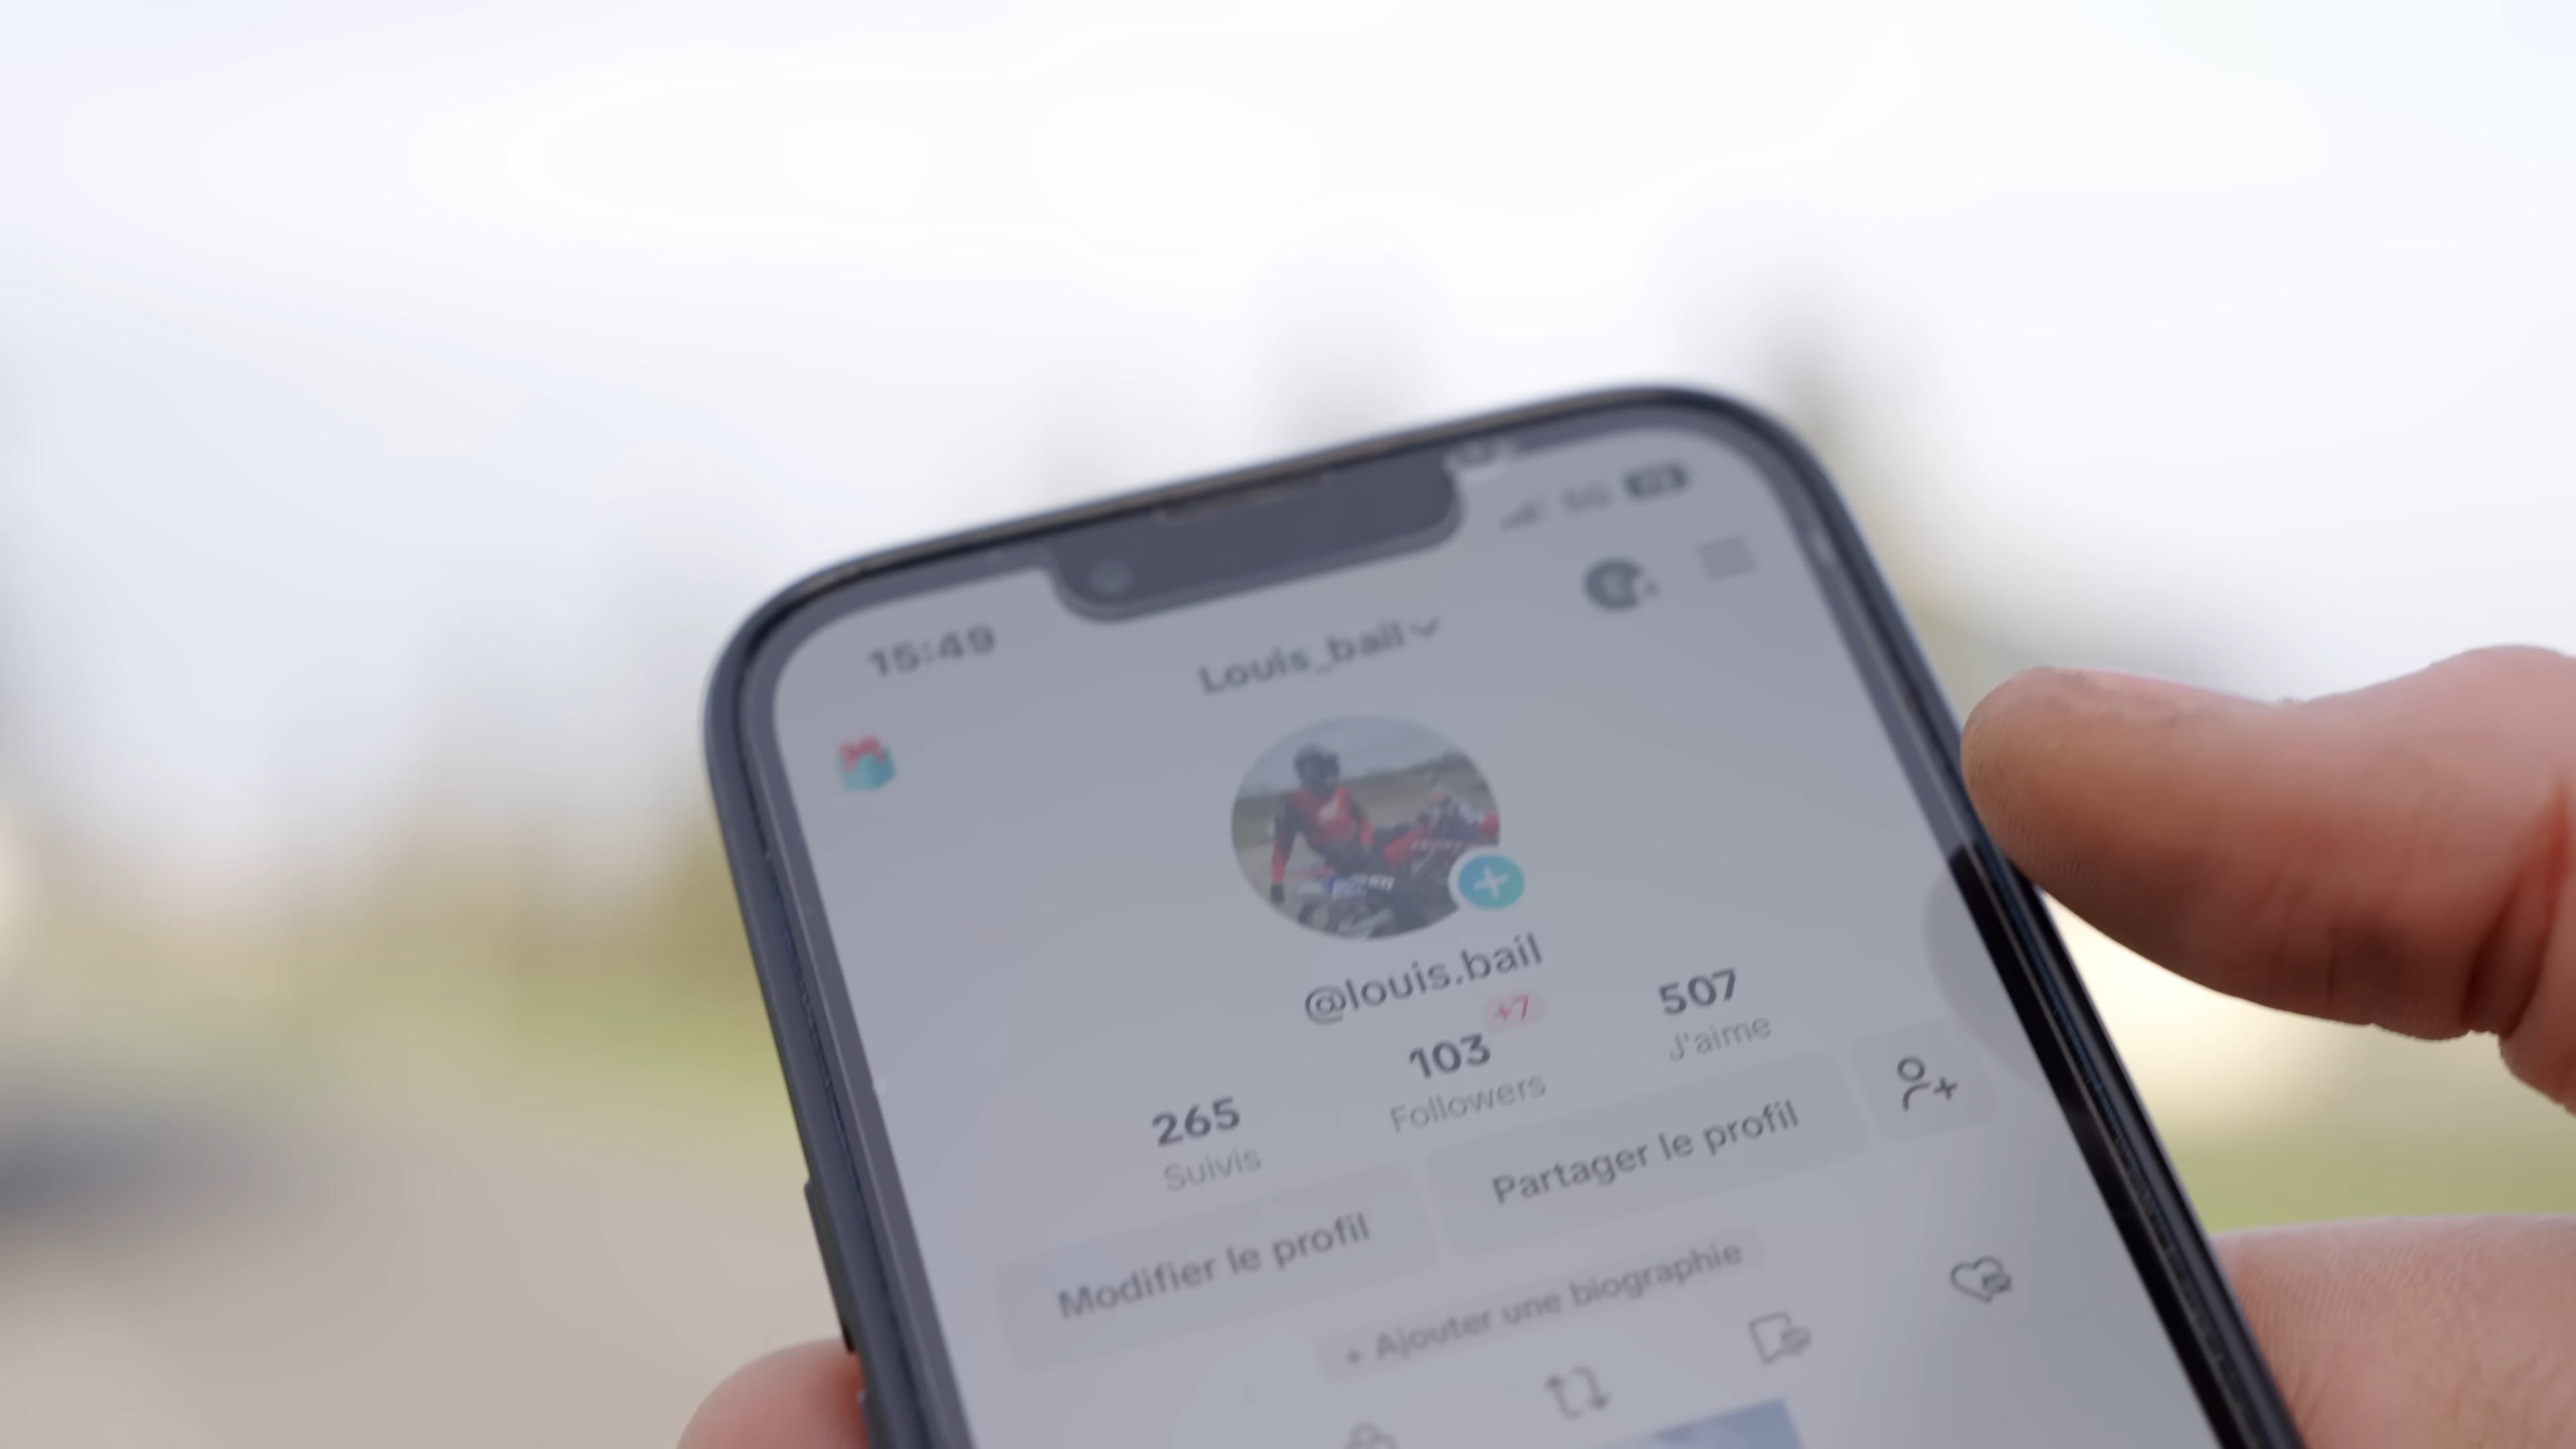 15:49
5G
Louis_bail
@louis.bail
265
Suivis
+7
103
Followers
507
J'aime
Modifier le profil
Partager le profil
+ Ajouter une biographie